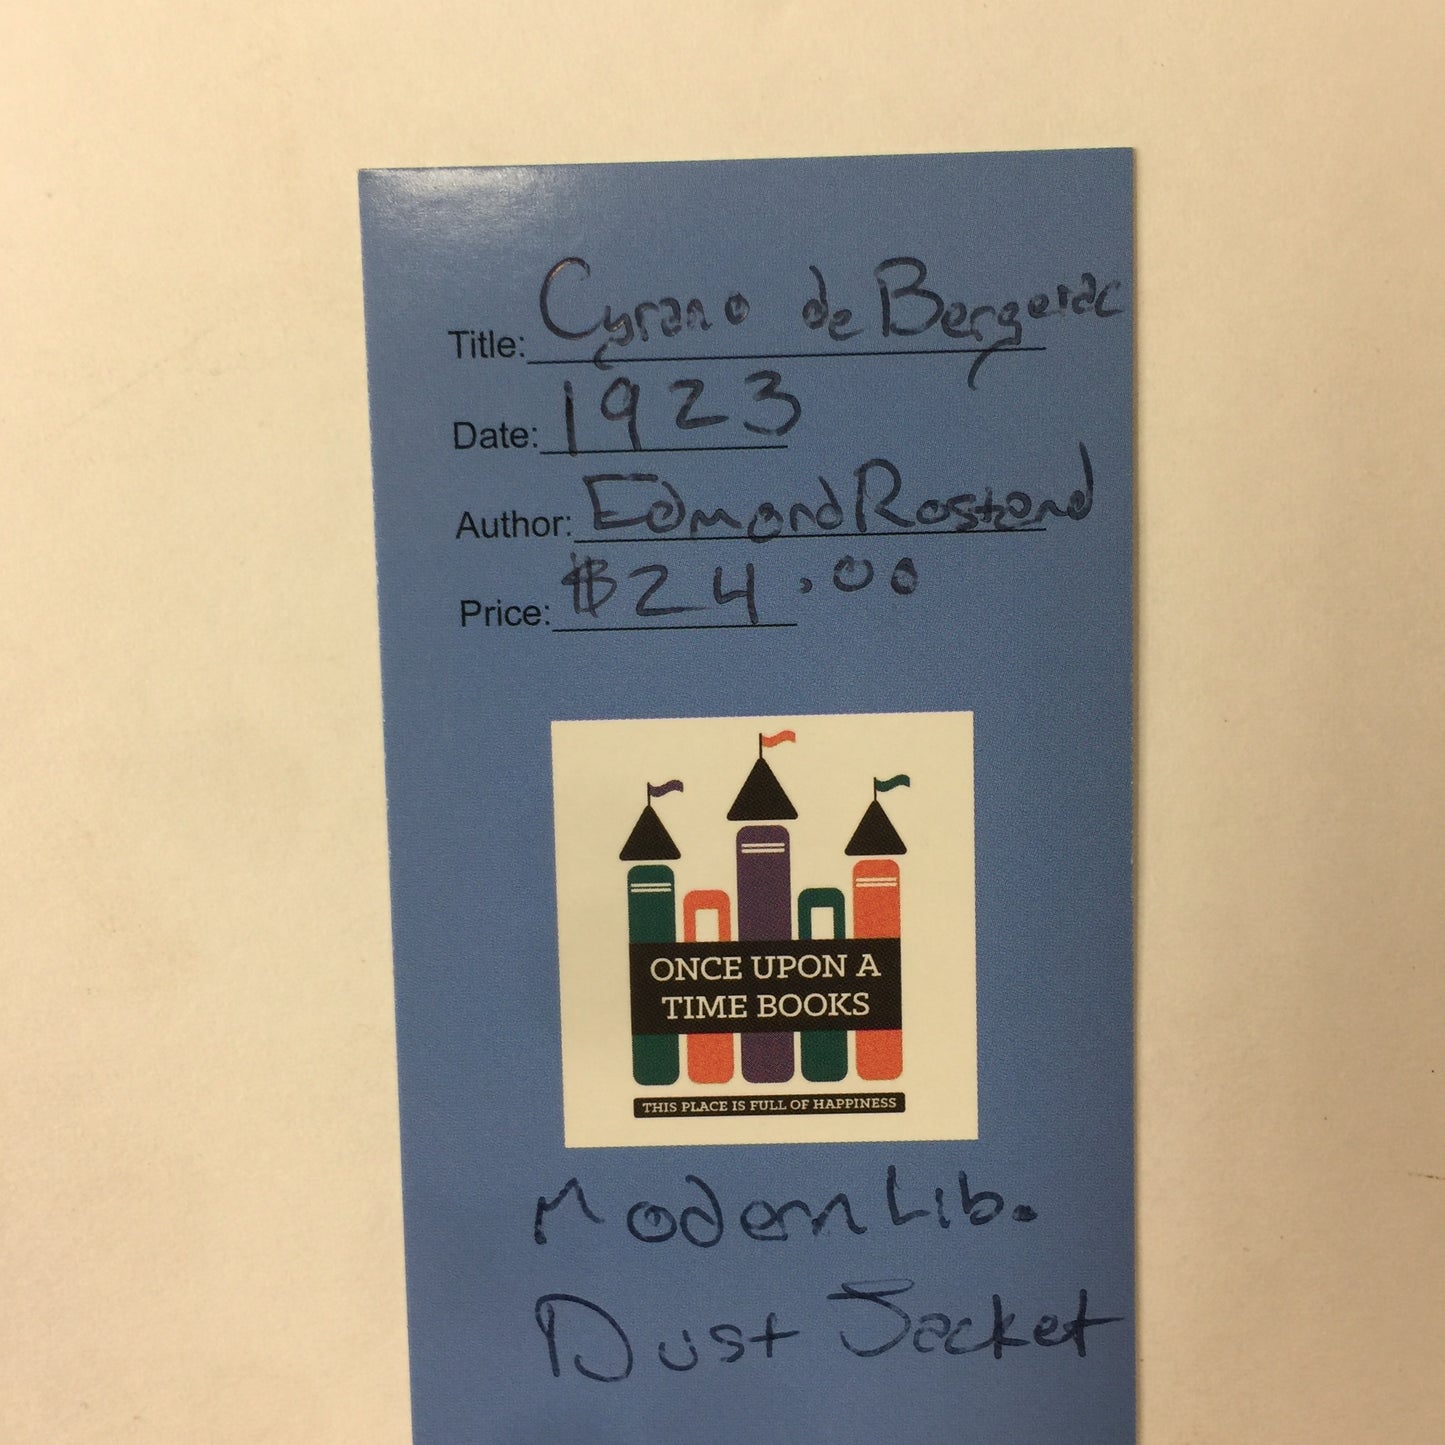 Title: Cyrano de Bergerac
Date: 1923
Author: Edmond Rostand
Price: $24.00
ONCE UPON A
TIME BOOKS
THIS PLACE IS FULL OF HAPPINESS
Modern Lib.
Dust Jacket